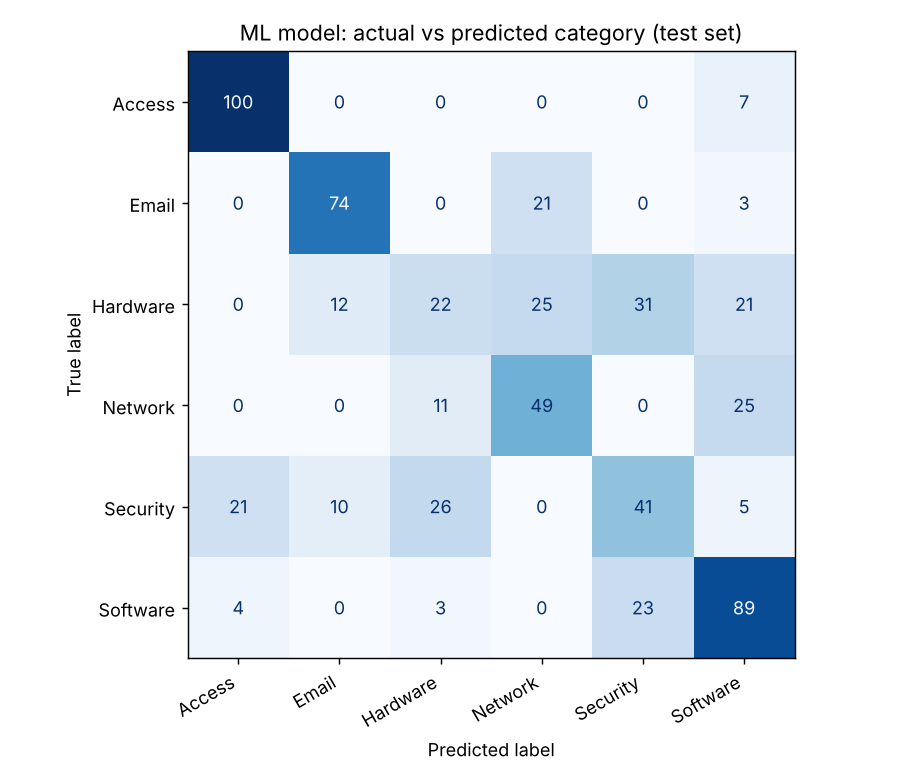 ML model: actual vs predicted category (test set)
Access 100 0 0 0 0 7
Email 0 74 0 21 0 3
Hardware 0 12 22 25 31 21
Network 0 0 11 49 0 25
Security 21 10 26 0 41 5
Software 4 0 3 0 23 89
True label
Access Email Hardware Network Security Software
Predicted label